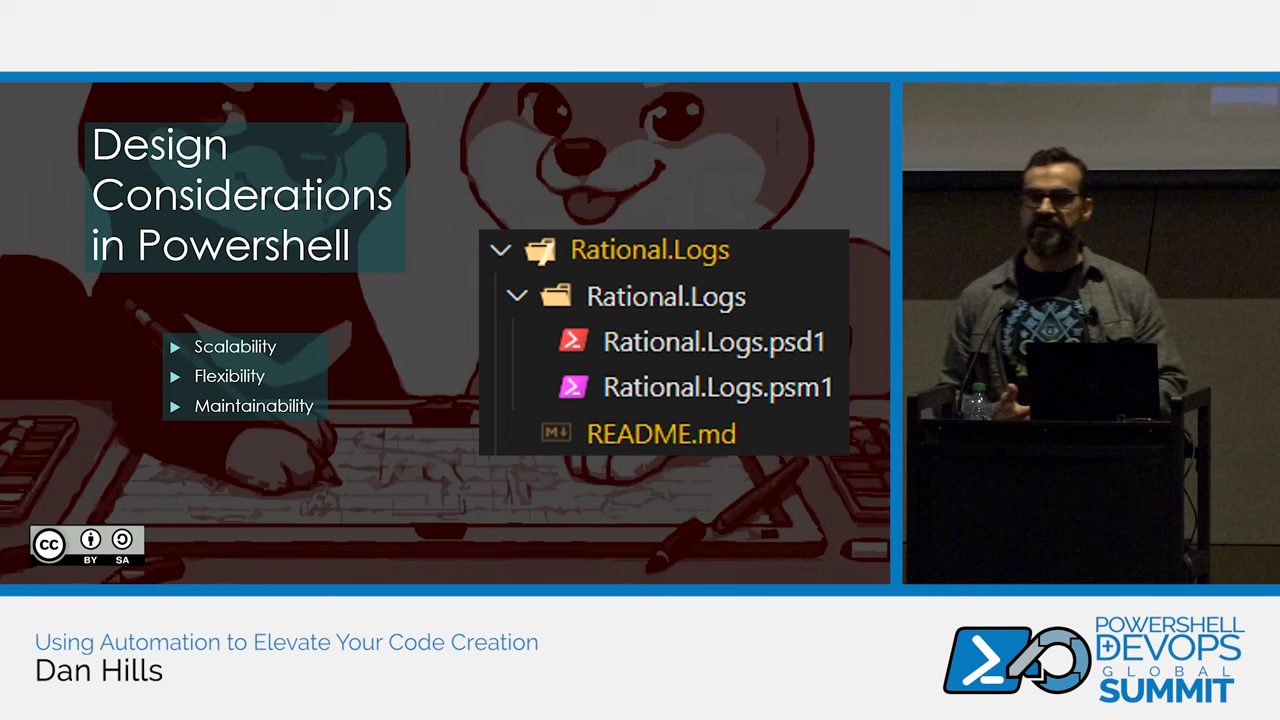 Design
Considerations
in Powershell
Scalability
Flexibility
Maintainability
Rational.Logs
Rational.Logs
Rational.Logs.psd1
Rational.Logs.psm1
M
README.md
CC
BY SA
Using Automation to Elevate Your Code Creation
Dan Hills
POWERSHELL
DEVOPS
GLOBAL
SUMMIT